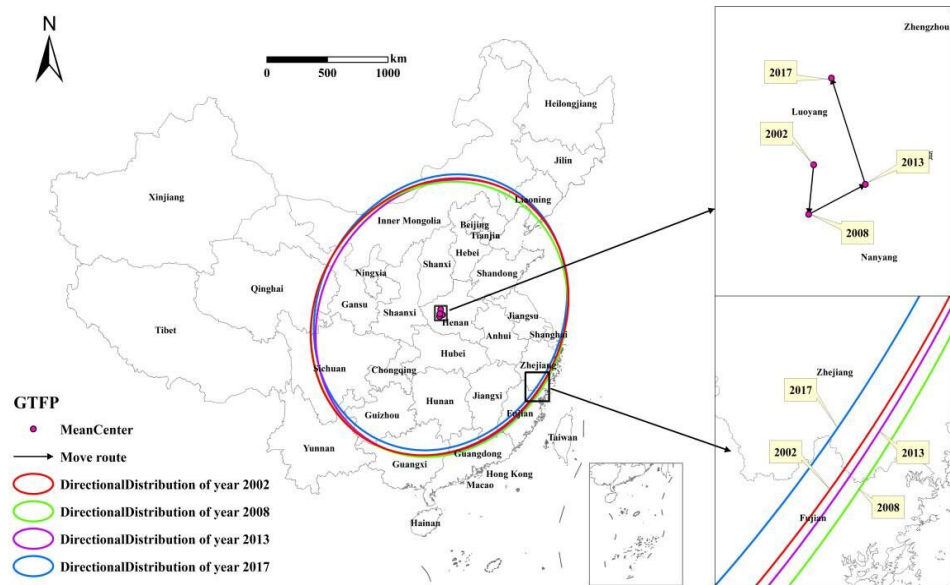 N
km
0 500 1000
Heilongjiang
Jilin
Liaoning
Xinjiang
Inner Mongolia
Beijing
Tianjin
Hebei
Shanxi
Shandong
Ningxia
Qinghai
Gansu
Shaanxi
Henan
Jiangsu
Anhui
Shanghai
Tibet
Hubei
Sichuan
Chongqing
Zhejiang
Hunan
Jiangxi
Guizhou
Fujian
Yunnan
Taiwan
Guangxi
Guangdong
Hong Kong
Macao
Hainan
GTFP
MeanCenter
Move route
DirectionalDistribution of year 2002
DirectionalDistribution of year 2008
DirectionalDistribution of year 2013
DirectionalDistribution of year 2017
Zhengzhou
2017
Luoyang
2002
2013
2008
Nanyang
Zhejiang
2017
2002
2013
2008
Fujian